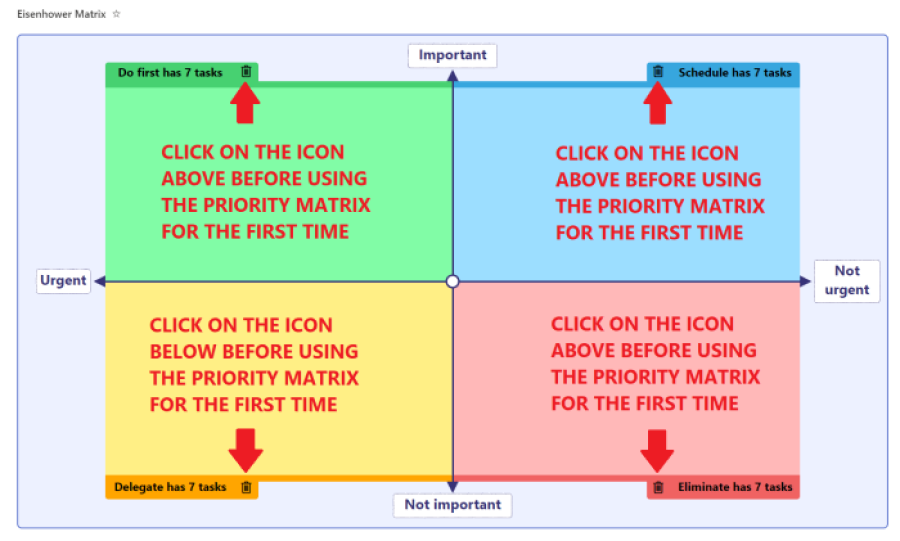 Eisenhower Matrix
Important
Do first has 7 tasks
Schedule has 7 tasks
CLICK ON THE ICON
ABOVE BEFORE USING
THE PRIORITY MATRIX
FOR THE FIRST TIME
CLICK ON THE ICON
ABOVE BEFORE USING
THE PRIORITY MATRIX
FOR THE FIRST TIME
Urgent
Not
urgent
CLICK ON THE ICON
BELOW BEFORE USING
THE PRIORITY MATRIX
FOR THE FIRST TIME
CLICK ON THE ICON
ABOVE BEFORE USING
THE PRIORITY MATRIX
FOR THE FIRST TIME
Delegate has 7 tasks
Eliminate has 7 tasks
Not important